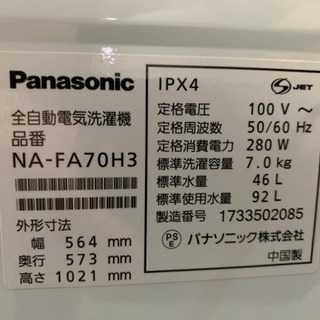 Panasonic
全自動電気洗濯機
品番
NA-FA70H3
外形寸法
幅 564 mm
奥行 573 mm
高さ 1021 mm
IPX4
S JET
定格電圧 100 V ~
定格周波数 50/60 Hz
定格消費電力 280 W
標準洗濯容量 7.0 kg
標準水量 46 L
標準使用水量 92 L
製造番号 1733502085
PS E パナソニック株式会社
中国製